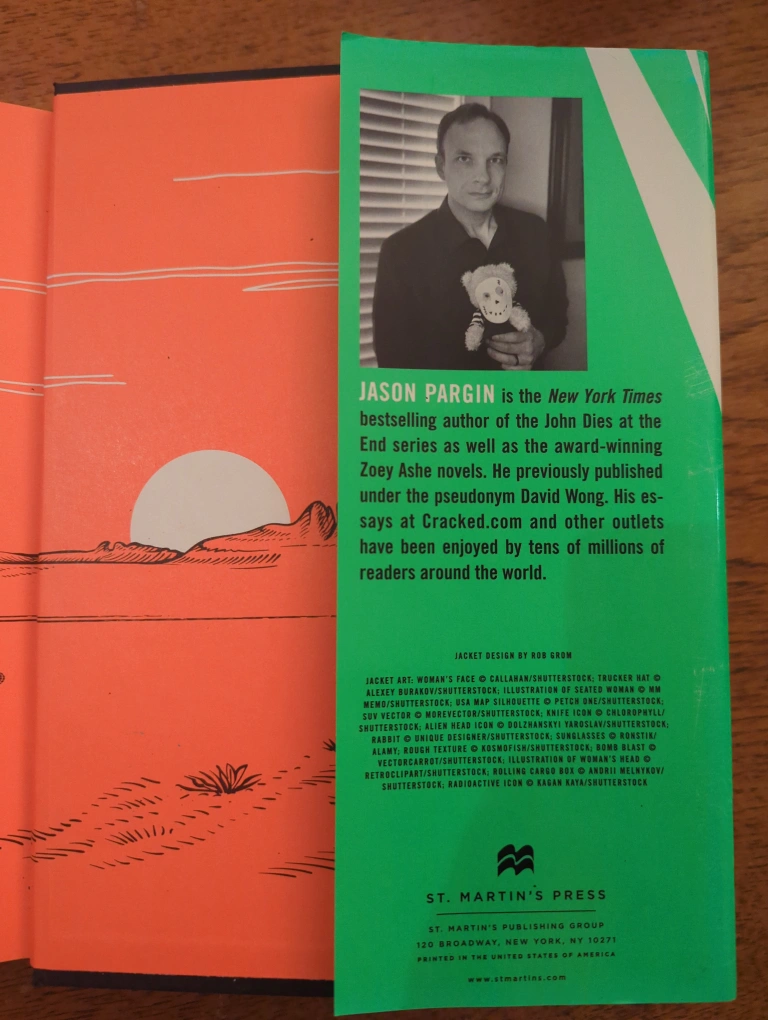 JASON PARGIN is the New York Times
bestselling author of the John Dies at the
End series as well as the award-winning
Zoey Ashe novels. He previously published
under the pseudonym David Wong. His es-
says at Cracked.com and other outlets
have been enjoyed by tens of millions of
readers around the world.
JACKET DESIGN BY ROB GROM
JACKET ART: WOMAN'S FACE © CALLAHAN/SHUTTERSTOCK; TRUCKER HAT ©
ALEXEY BURAKOV/SHUTTERSTOCK; ILLUSTRATION OF SEATED WOMAN © MM
MEMO/SHUTTERSTOCK; USA MAP SILHOUETTE © PETCH ONE/SHUTTERSTOCK;
SUV VECTOR © MOREVECTOR/SHUTTERSTOCK; KNIFE ICON © CHLOROPHYLL/
SHUTTERSTOCK; ALIEN HEAD ICON © DOLZHANSKYI YAROSLAV/SHUTTERSTOCK;
RABBIT © UNIQUE DESIGNER/SHUTTERSTOCK; SUNGLASSES © RONSTIK/
ALAMY; ROUGH TEXTURE © KOSMOFISH/SHUTTERSTOCK; BOMB BLAST ©
VECTORCARROT/SHUTTERSTOCK; ILLUSTRATION OF WOMAN'S HEAD ©
RETROCLIPART/SHUTTERSTOCK; ROLLING CARGO BOX © ANDRII MELNYKOV/
SHUTTERSTOCK; RADIOACTIVE ICON © KAGAN KAYA/SHUTTERSTOCK
ST. MARTIN'S PRESS
ST. MARTIN'S PUBLISHING GROUP
120 BROADWAY, NEW YORK, NY 10271
PRINTED IN THE UNITED STATES OF AMERICA
www.stmartins.com